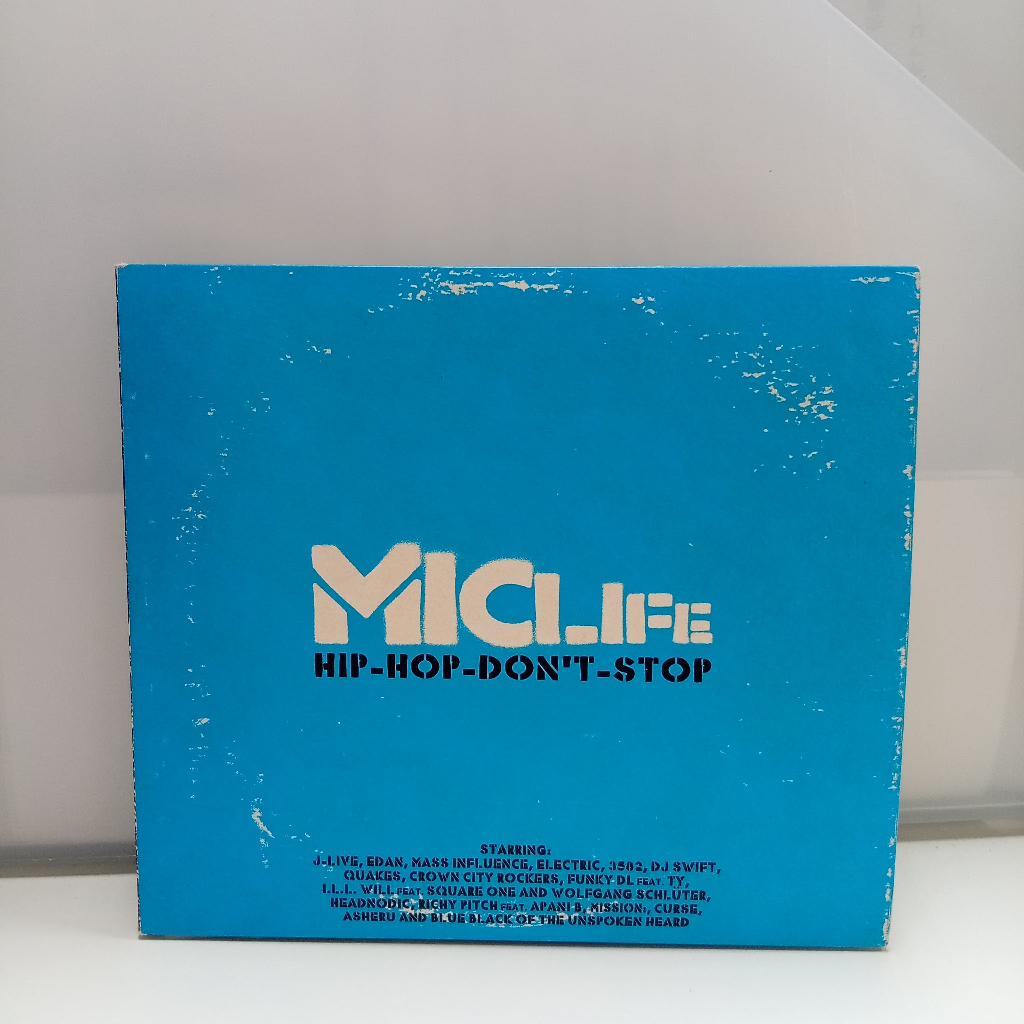 MICLIFE
HIP-HOP-DON'T-STOP
STARRING:
J-LIVE, EDAN, MASS INFLUENCE, ELECTRIC, 3582, DJ SWIFT,
QUAKES, CROWN CITY ROCKERS, FUNKY DL FEAT. TY,
I.L.L. WILL FEAT. SQUARE ONE AND WOLFGANG SCHLÜTER,
HEADNODIC, RICHY PITCH FEAT. APANI B, MISSION:, CURSE,
ASHERU AND BLUE BLACK OF THE UNSPOKEN HEARD